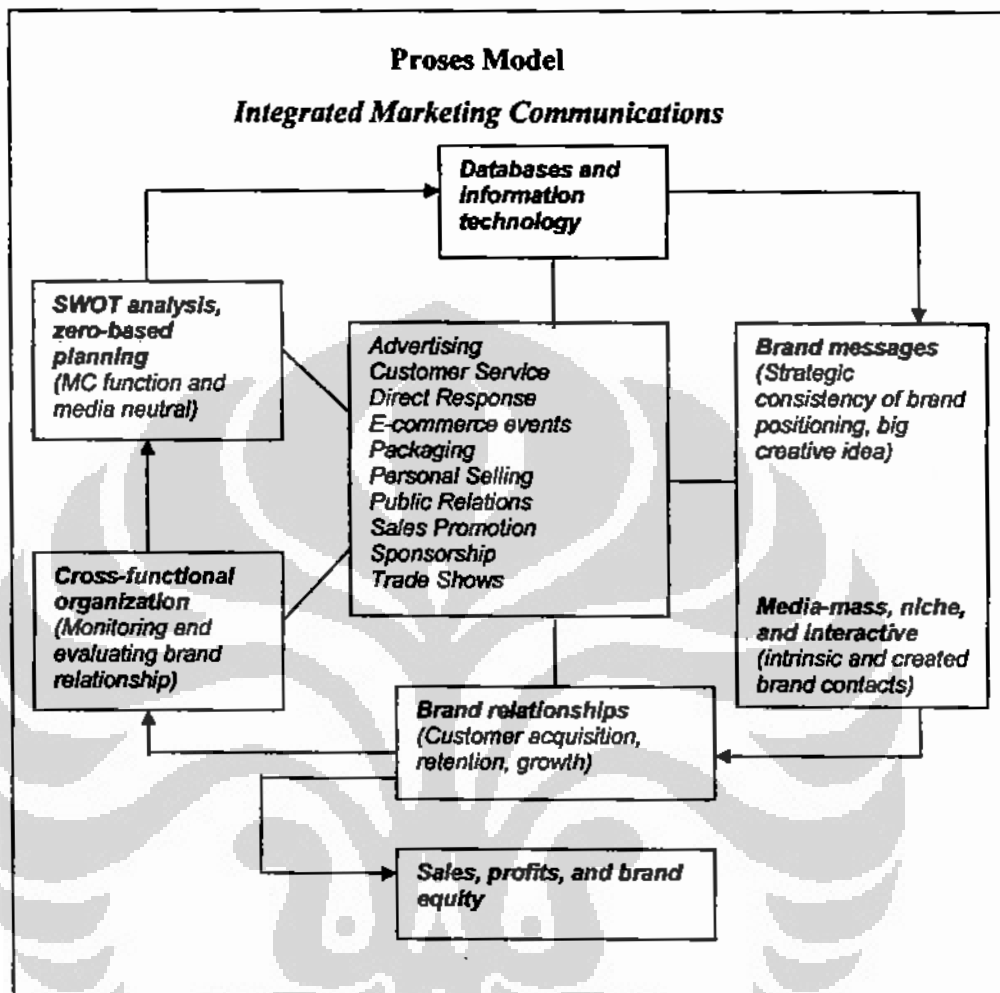 Proses Model
Integrated Marketing Communications
Databases and
information
technology
SWOT analysis,
zero-based
planning
(MC function and
media neutral)
Advertising
Customer Service
Direct Response
E-commerce events
Packaging
Personal Selling
Public Relations
Sales Promotion
Sponsorship
Trade Shows
Brand messages
(Strategic
consistency of brand
positioning, big
creative idea)
Media-mass, niche,
and interactive
(intrinsic and created
brand contacts)
Cross-functional
organization
(Monitoring and
evaluating brand
relationship)
Brand relationships
(Customer acquisition,
retention, growth)
Sales, profits, and brand
equity